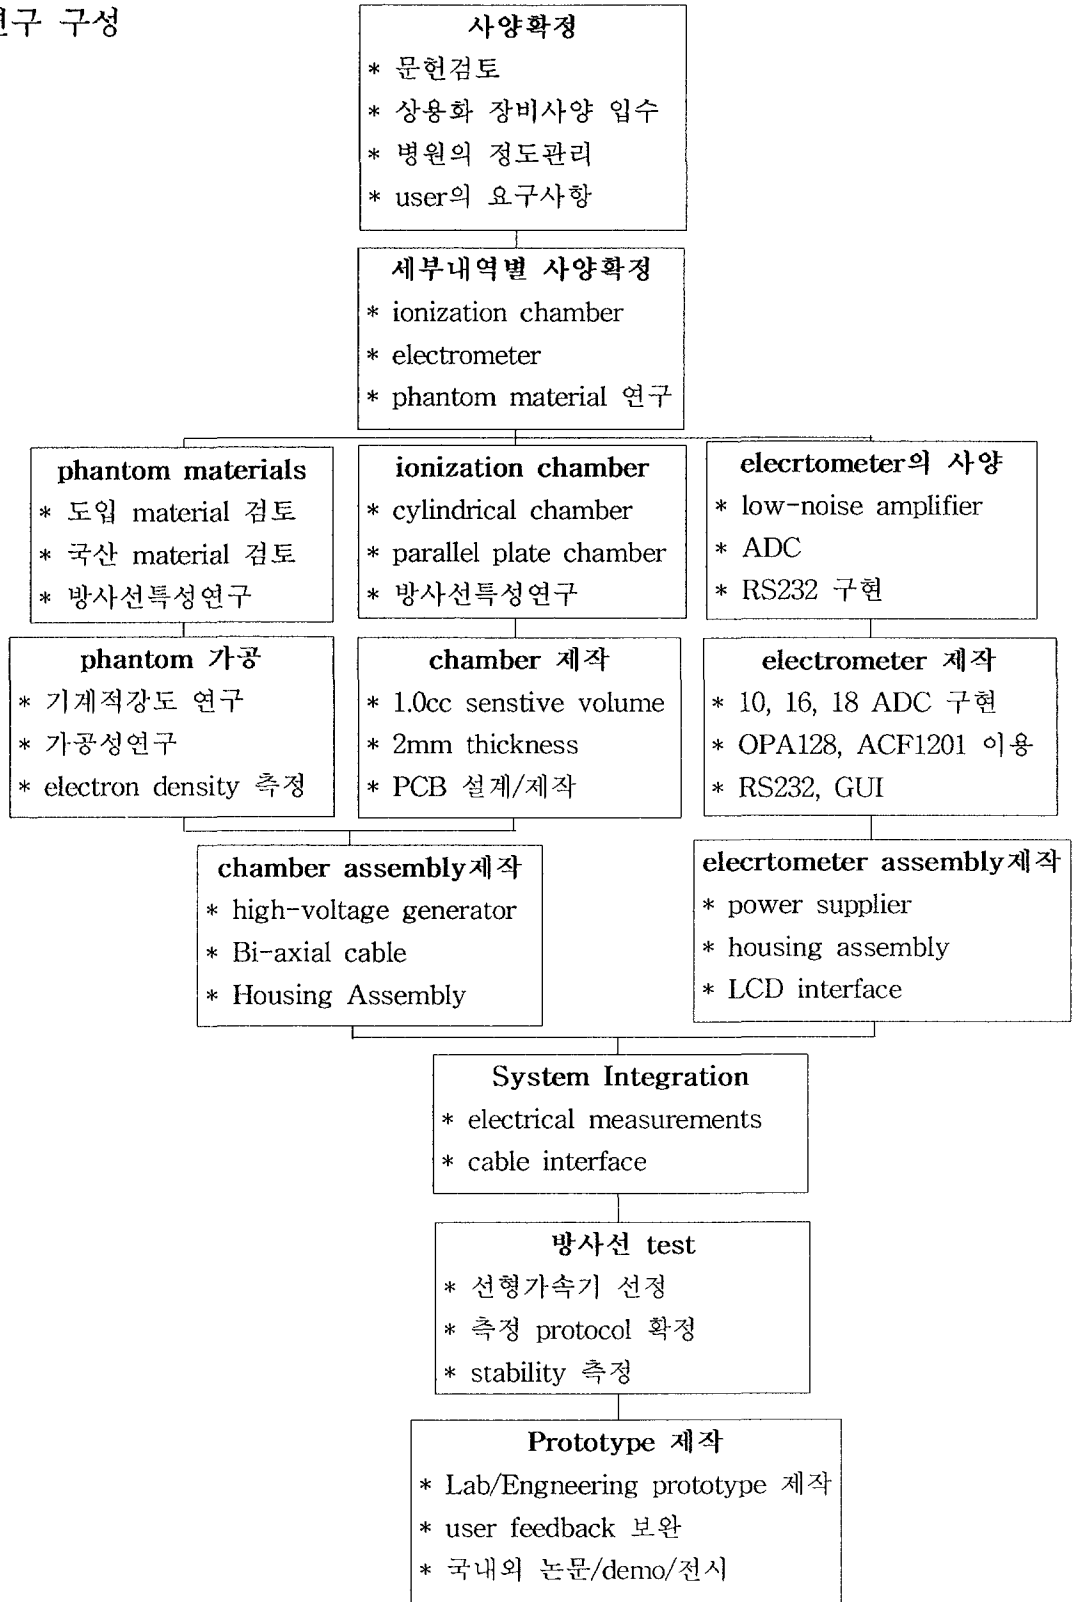 연구 구성
사양확정
* 문헌검토
* 상용화 장비사양 입수
* 병원의 정도관리
* user의 요구사항
세부내역별 사양확정
* ionization chamber
* electrometer
* phantom material 연구
phantom materials
* 도입 material 검토
* 국산 material 검토
* 방사선특성연구
ionization chamber
* cylindrical chamber
* parallel plate chamber
* 방사선특성연구
elecrtometer의 사양
* low-noise amplifier
* ADC
* RS232 구현
phantom 가공
* 기계적강도 연구
* 가공성연구
* electron density 측정
chamber 제작
* 1.0cc senstive volume
* 2mm thickness
* PCB 설계/제작
electrometer 제작
* 10, 16, 18 ADC 구현
* OPA128, ACF1201 이용
* RS232, GUI
chamber assembly제작
* high-voltage generator
* Bi-axial cable
* Housing Assembly
elecrtometer assembly제작
* power supplier
* housing assembly
* LCD interface
System Integration
* electrical measurements
* cable interface
방사선 test
* 선형가속기 선정
* 측정 protocol 확정
* stability 측정
Prototype 제작
* Lab/Engneering prototype 제작
* user feedback 보완
* 국내외 논문/demo/전시